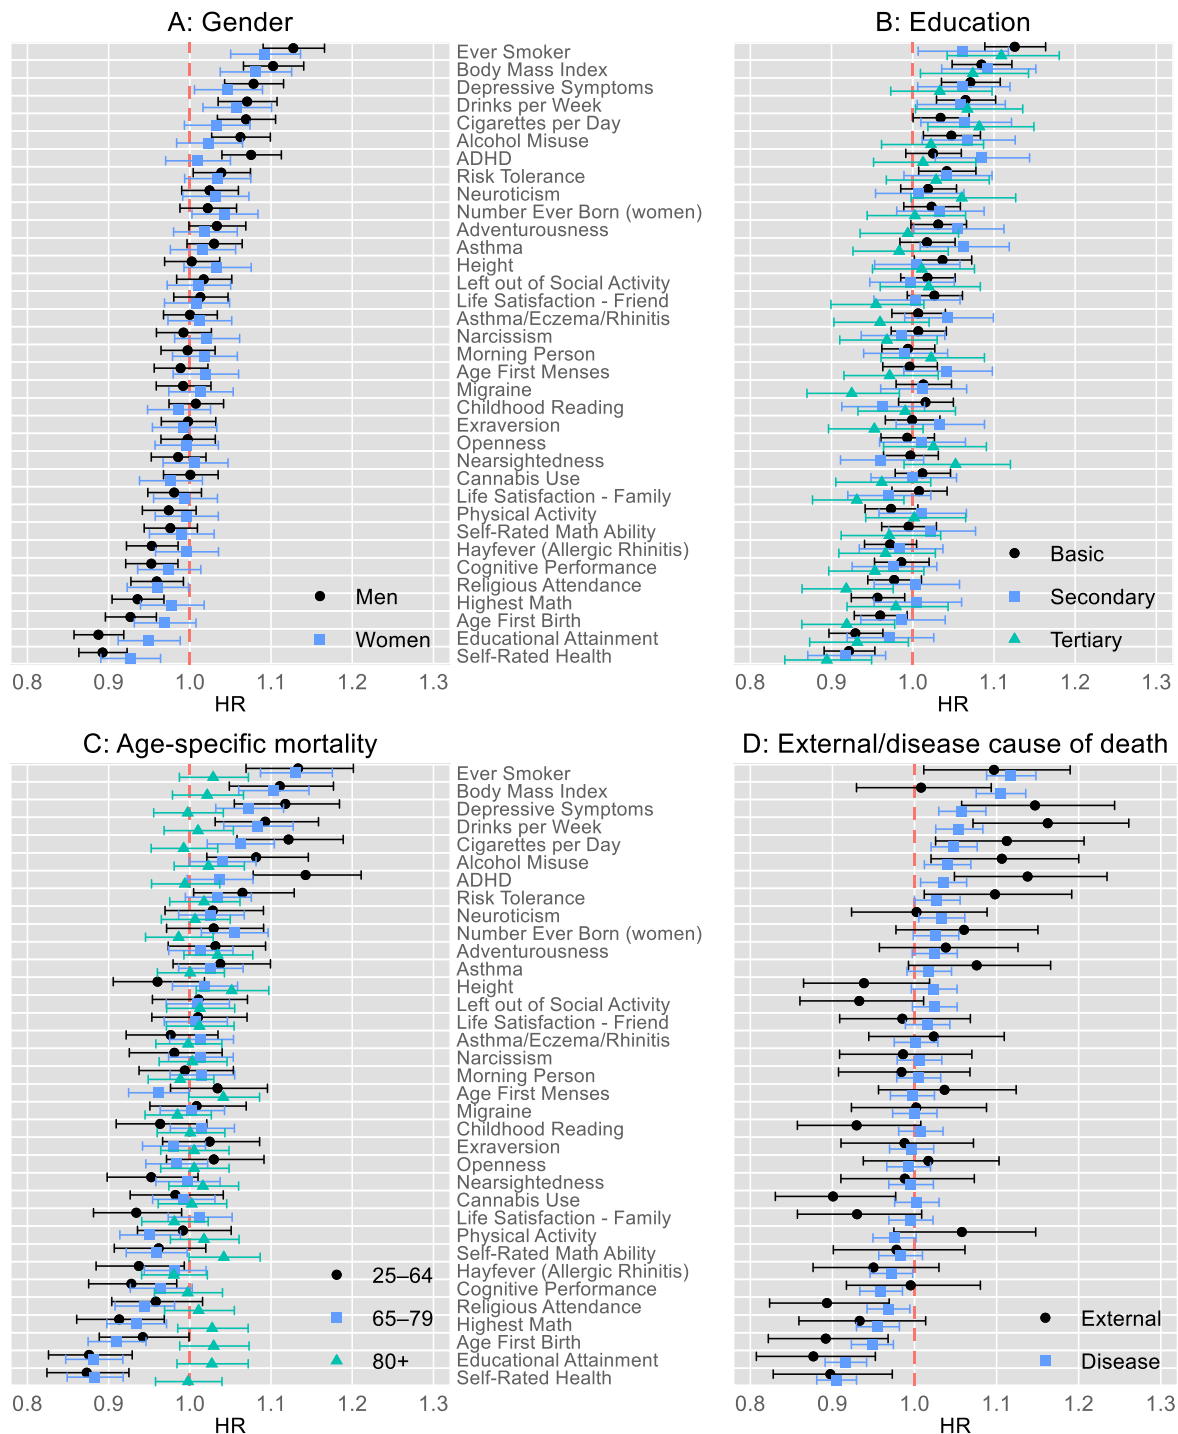 A: Gender
B: Education
Ever Smoker
Body Mass Index
Depressive Symptoms
Drinks per Week
Cigarettes per Day
Alcohol Misuse
ADHD
Risk Tolerance
Neuroticism
Number Ever Born (women)
Adventurousness
Asthma
Height
Left out of Social Activity
Life Satisfaction - Friend
Asthma/Eczema/Rhinitis
Narcissism
Morning Person
Age First Menses
Migraine
Childhood Reading
Extraversion
Openness
Nearsightedness
Cannabis Use
Life Satisfaction - Family
Physical Activity
Self-Rated Math Ability
Hayfever (Allergic Rhinitis)
Cognitive Performance
Religious Attendance
Highest Math
Age First Birth
Educational Attainment
Self-Rated Health
Men
Women
Basic
Secondary
Tertiary
0.8 0.9 1.0 1.1 1.2 1.3
HR
0.8 0.9 1.0 1.1 1.2 1.3
HR
C: Age-specific mortality
D: External/disease cause of death
Ever Smoker
Body Mass Index
Depressive Symptoms
Drinks per Week
Cigarettes per Day
Alcohol Misuse
ADHD
Risk Tolerance
Neuroticism
Number Ever Born (women)
Adventurousness
Asthma
Height
Left out of Social Activity
Life Satisfaction - Friend
Asthma/Eczema/Rhinitis
Narcissism
Morning Person
Age First Menses
Migraine
Childhood Reading
Exraversion
Openness
Nearsightedness
Cannabis Use
Life Satisfaction - Family
Physical Activity
Self-Rated Math Ability
Hayfever (Allergic Rhinitis)
Cognitive Performance
Religious Attendance
Highest Math
Age First Birth
Educational Attainment
Self-Rated Health
25–64
65–79
80+
External
Disease
0.8 0.9 1.0 1.1 1.2 1.3
HR
0.8 0.9 1.0 1.1 1.2 1.3
HR